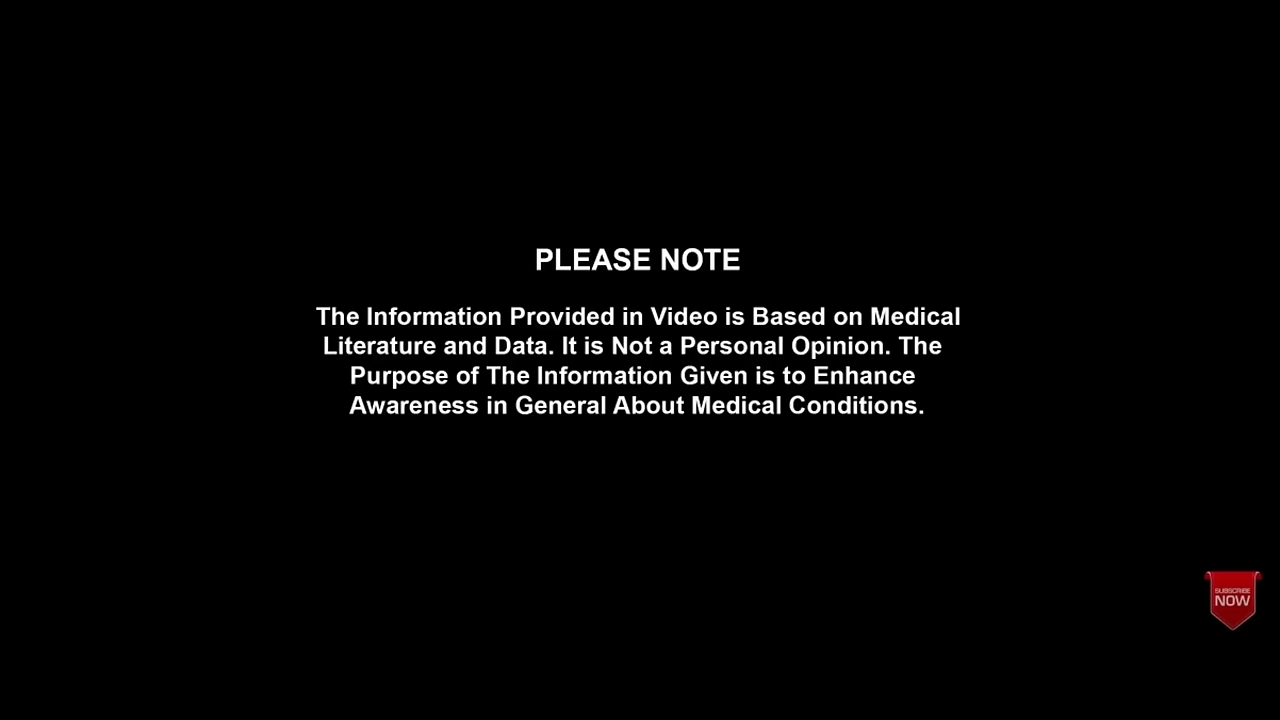 PLEASE NOTE
The Information Provided in Video is Based on Medical
Literature and Data. It is Not a Personal Opinion. The
Purpose of The Information Given is to Enhance
Awareness in General About Medical Conditions.
SUBSCRIBE
NOW